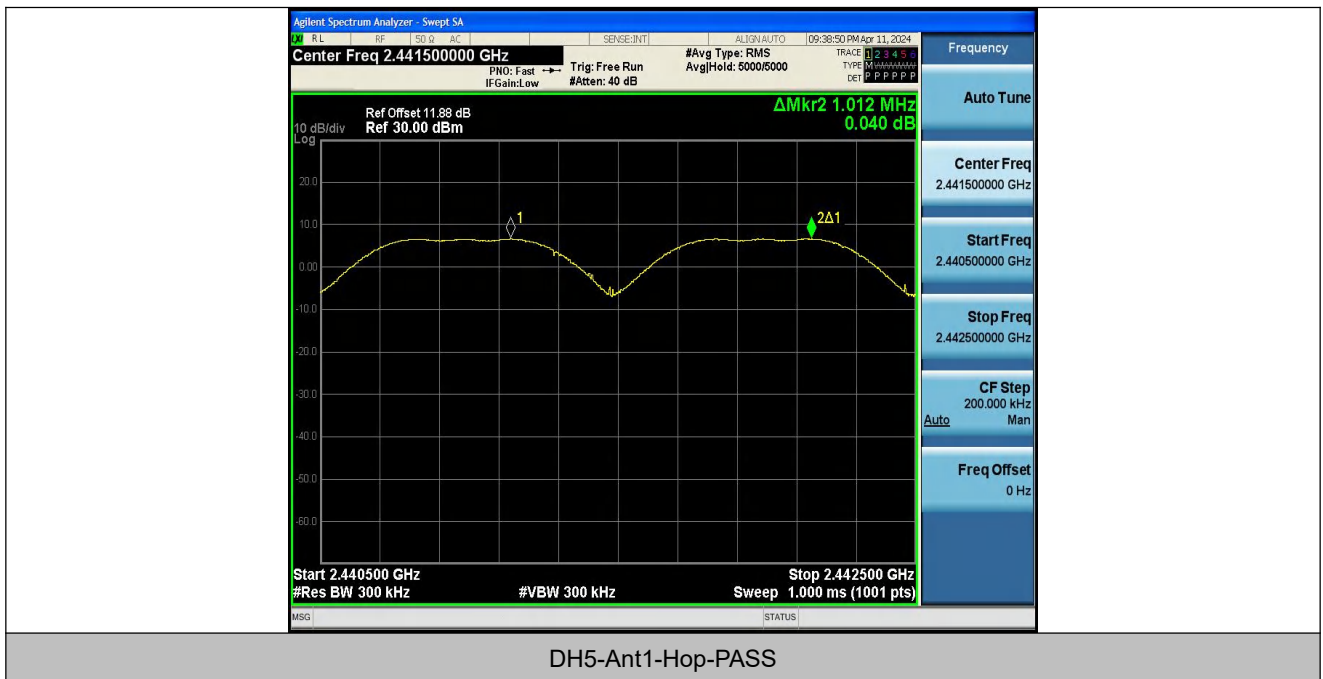 Agilent Spectrum Analyzer - Swept SA
LXI RL RF 50 Ω AC SENSE:INT ALIGN AUTO 09:38:50 PM Apr 11, 2024
Center Freq 2.441500000 GHz
PNO: Fast
IFGain:Low
Trig: Free Run
#Atten: 40 dB
#Avg Type: RMS
Avg|Hold: 5000/5000
TRACE 1 2 3 4 5 6
TYPE M
DET P P P P P P
ΔMkr2 1.012 MHz
0.040 dB
Ref Offset 11.88 dB
10 dB/div Ref 30.00 dBm
Log
20.0
10.0
0.00
-10.0
-20.0
-30.0
-40.0
-50.0
-60.0
1
2Δ1
Start 2.440500 GHz Stop 2.442500 GHz
#Res BW 300 kHz #VBW 300 kHz Sweep 1.000 ms (1001 pts)
MSG STATUS
Frequency
Auto Tune
Center Freq
2.441500000 GHz
Start Freq
2.440500000 GHz
Stop Freq
2.442500000 GHz
CF Step
200.000 kHz
Auto Man
Freq Offset
0 Hz
DH5-Ant1-Hop-PASS